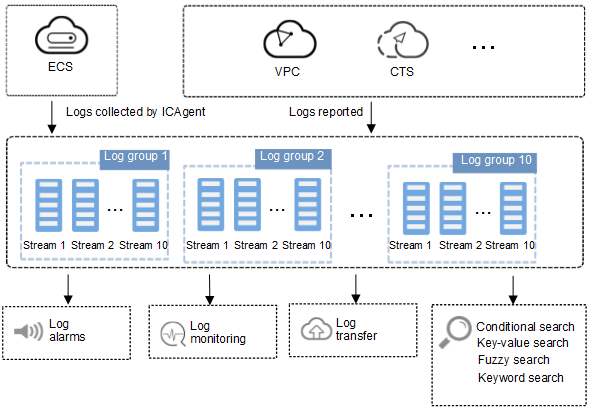 ECS
VPC
CTS
...
Logs collected by ICAgent
Logs reported
Log group 1
Log group 2
Log group 10
...
...
...
...
Stream 1 Stream 2 Stream 10
Stream 1 Stream 2 Stream 10
Stream 1 Stream 2 Stream 10
Log
alarms
Log
monitoring
Log
transfer
Conditional search
Key-value search
Fuzzy search
Keyword search